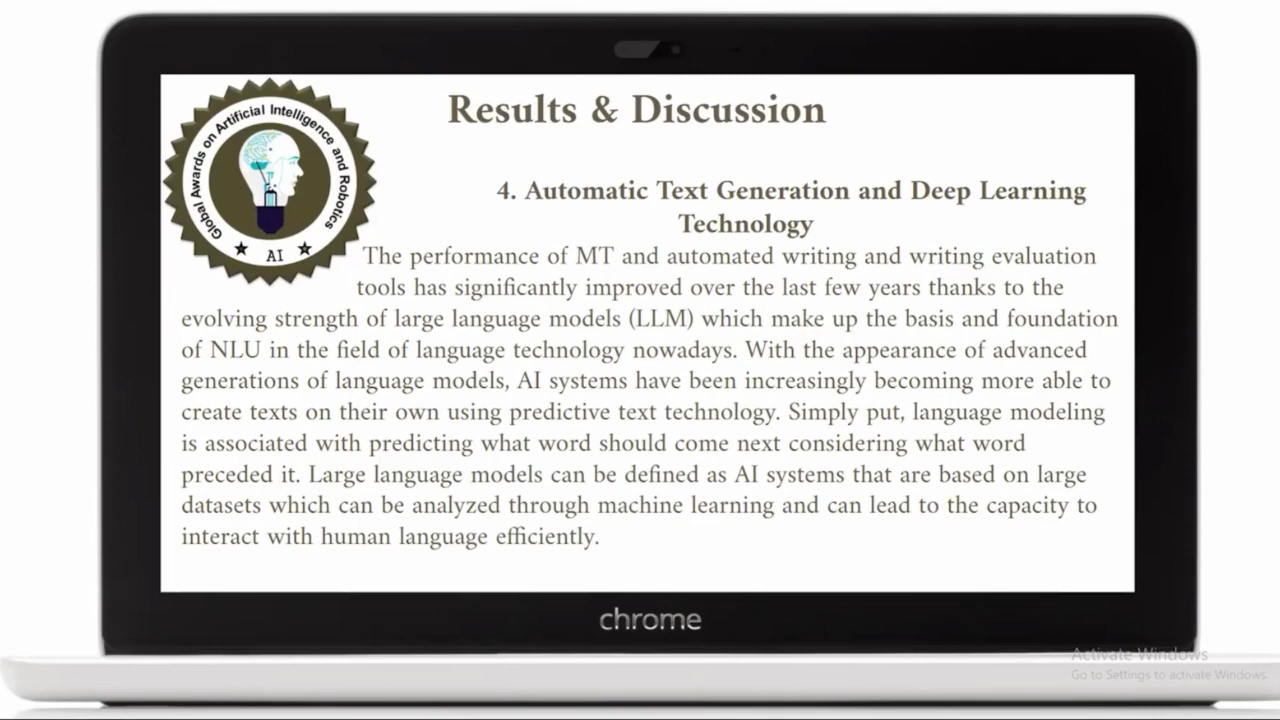 Results & Discussion
Global Awards on Artificial Intelligence and Robotics
AI
4. Automatic Text Generation and Deep Learning
Technology
The performance of MT and automated writing and writing evaluation
tools has significantly improved over the last few years thanks to the
evolving strength of large language models (LLM) which make up the basis and foundation
of NLU in the field of language technology nowadays. With the appearance of advanced
generations of language models, AI systems have been increasingly becoming more able to
create texts on their own using predictive text technology. Simply put, language modeling
is associated with predicting what word should come next considering what word
preceded it. Large language models can be defined as AI systems that are based on large
datasets which can be analyzed through machine learning and can lead to the capacity to
interact with human language efficiently.
chrome
Activate Windows
Go to Settings to activate Windows.